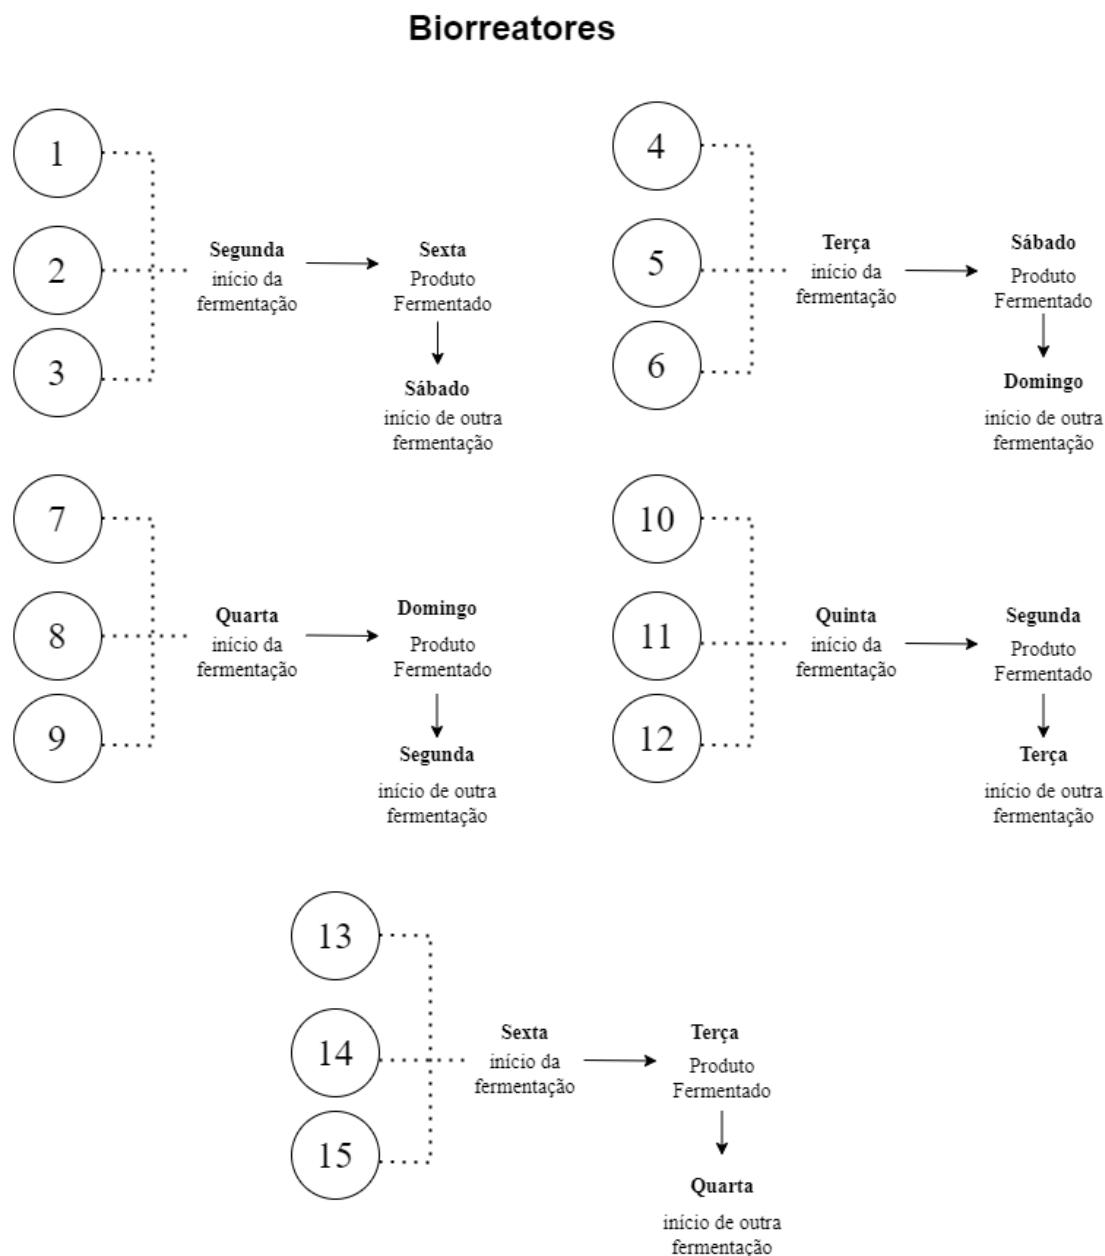 Biorreatores
1
2
3
Segunda
início da
fermentação
Sexta
Produto
Fermentado
Sábado
início de outra
fermentação
4
5
6
Terça
início da
fermentação
Sábado
Produto
Fermentado
Domingo
início de outra
fermentação
7
8
9
Quarta
início da
fermentação
Domingo
Produto
Fermentado
Segunda
início de outra
fermentação
10
11
12
Quinta
início da
fermentação
Segunda
Produto
Fermentado
Terça
início de outra
fermentação
13
14
15
Sexta
início da
fermentação
Terça
Produto
Fermentado
Quarta
início de outra
fermentação